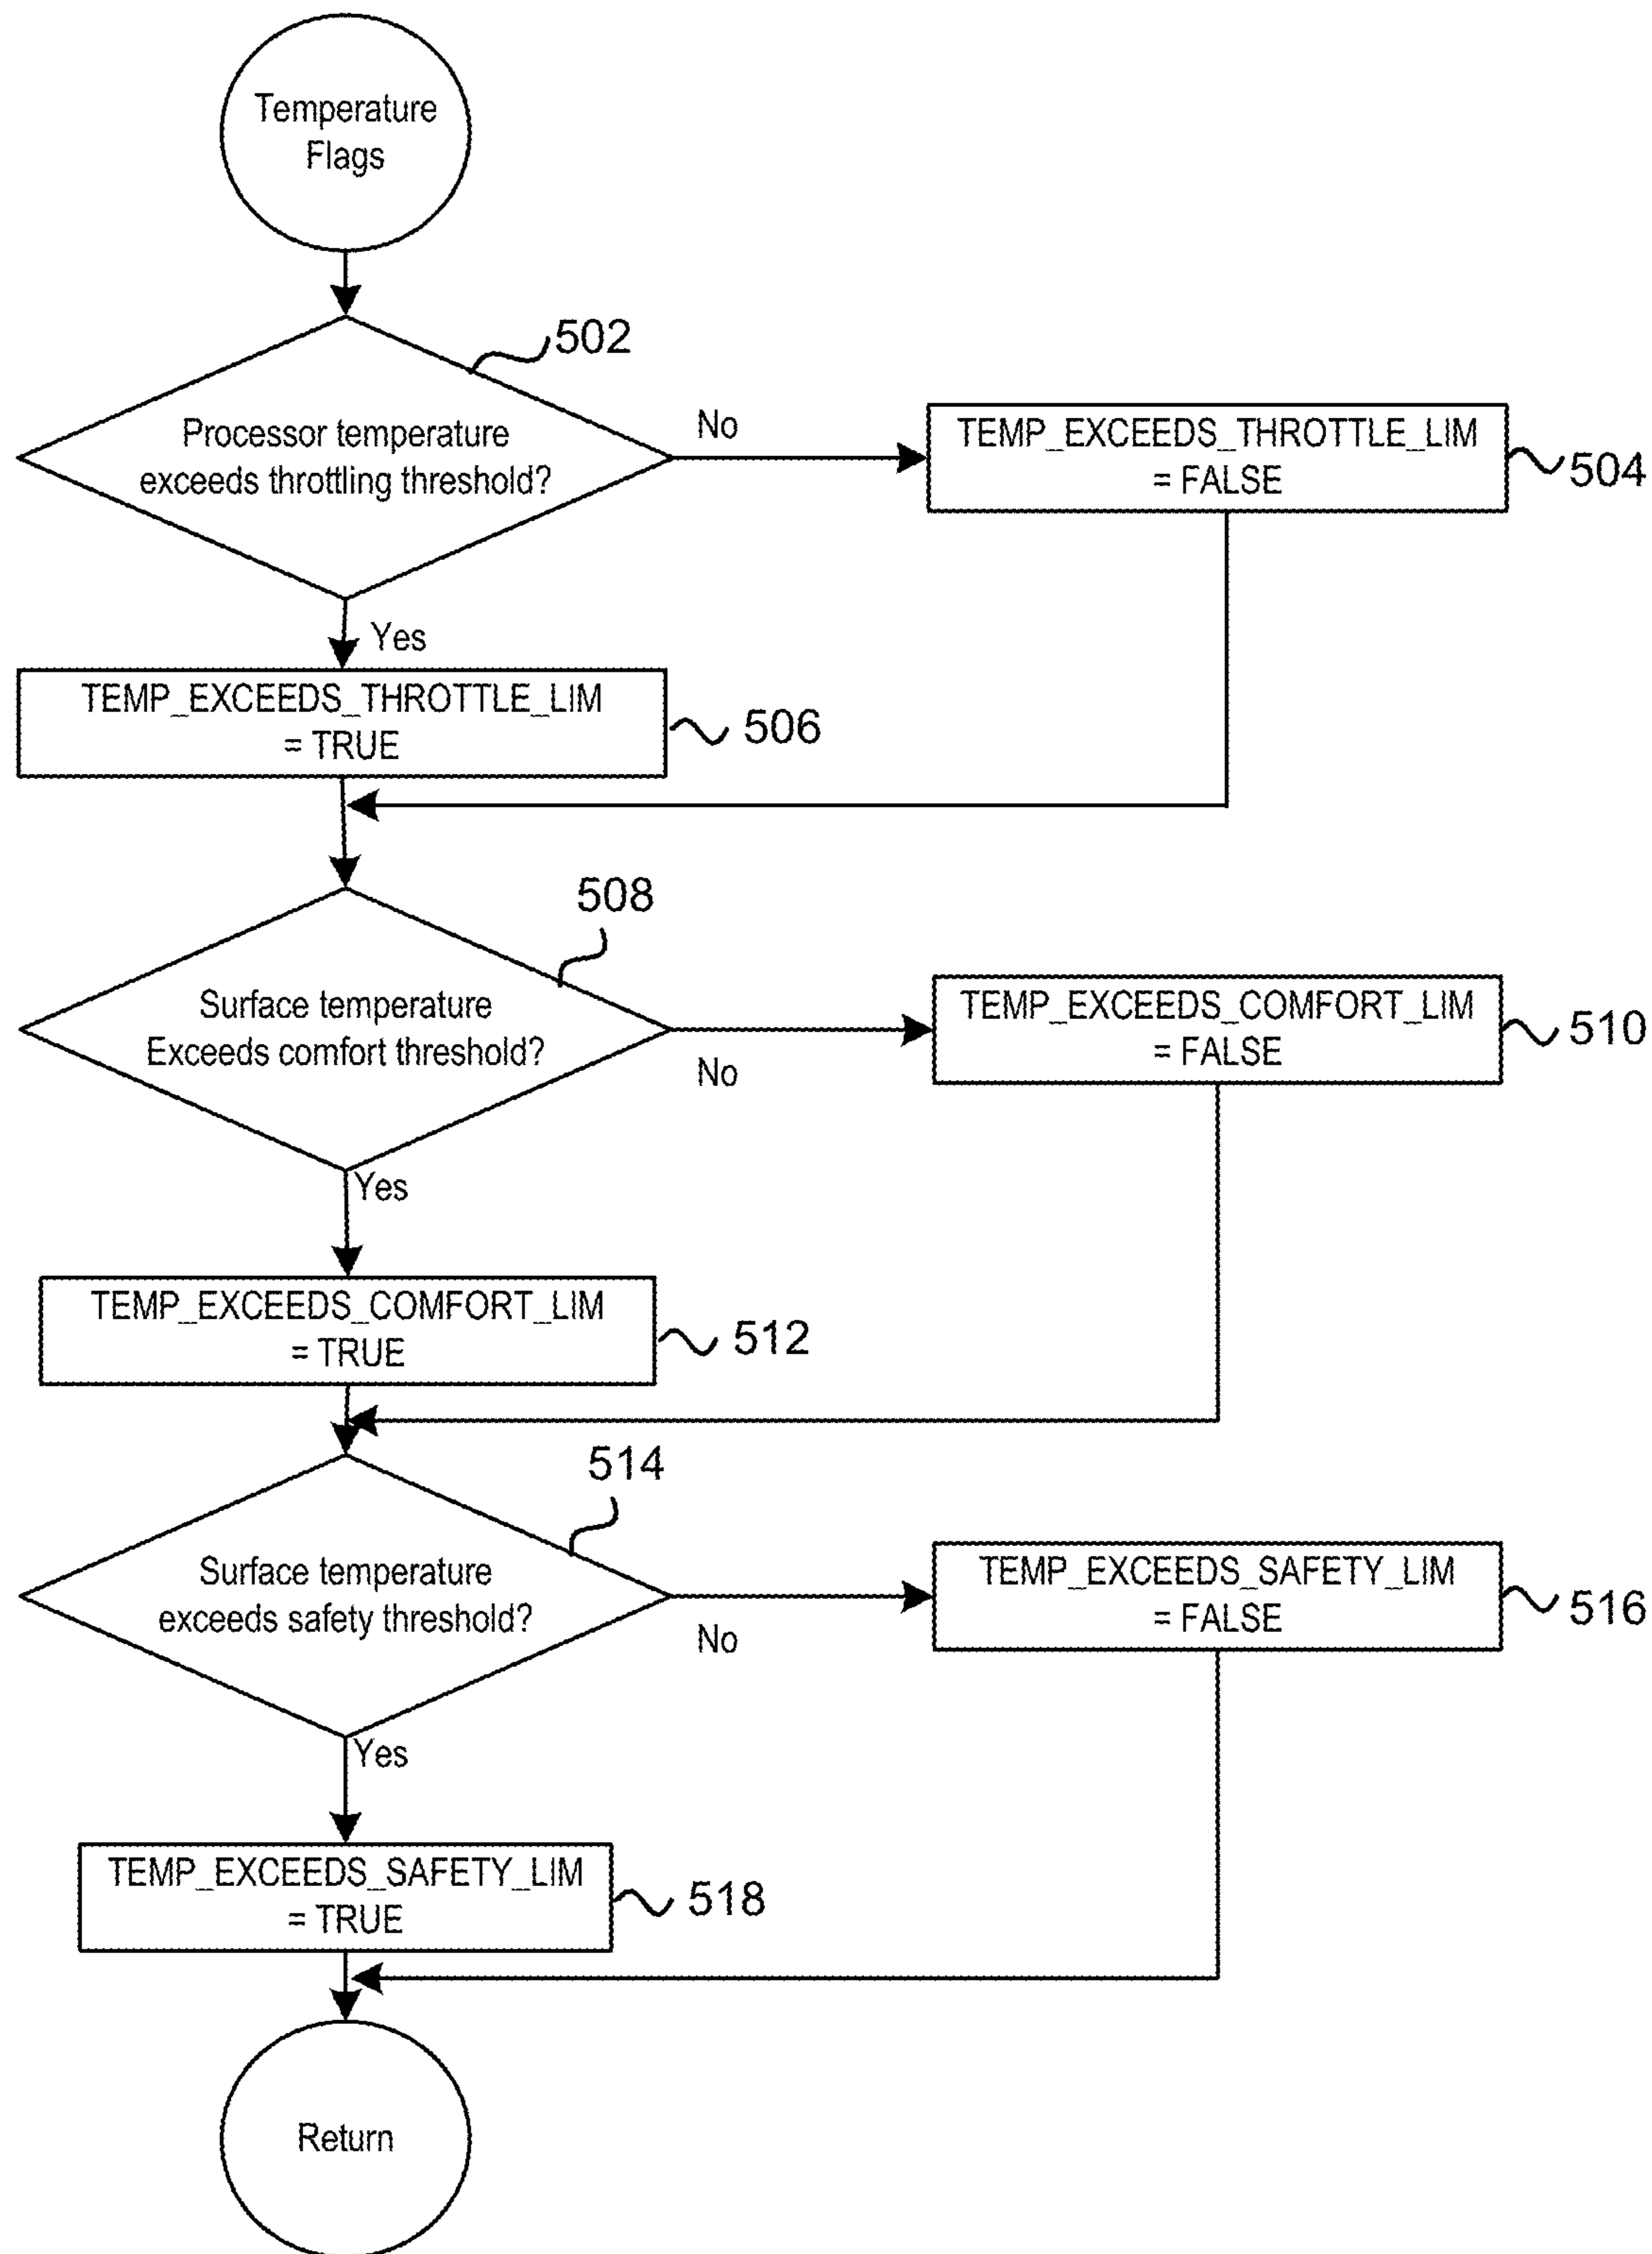 Temperature
Flags
502
Processor temperature
exceeds throttling threshold?
No
TEMP_EXCEEDS_THROTTLE_LIM
= FALSE
504
Yes
TEMP_EXCEEDS_THROTTLE_LIM
= TRUE
506
508
Surface temperature
Exceeds comfort threshold?
No
TEMP_EXCEEDS_COMFORT_LIM
= FALSE
510
Yes
TEMP_EXCEEDS_COMFORT_LIM
= TRUE
512
514
Surface temperature
exceeds safety threshold?
No
TEMP_EXCEEDS_SAFETY_LIM
= FALSE
516
Yes
TEMP_EXCEEDS_SAFETY_LIM
= TRUE
518
Return